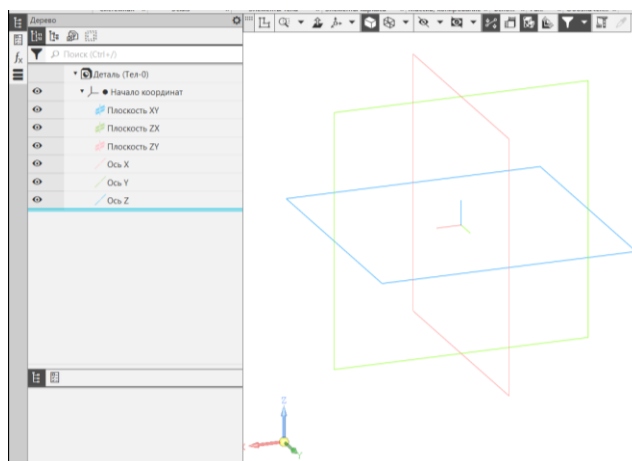 Дерево
Поиск (Ctrl+/)
Деталь (Тел-0)
Начало координат
Плоскость XY
Плоскость ZX
Плоскость ZY
Ось X
Ось Y
Ось Z